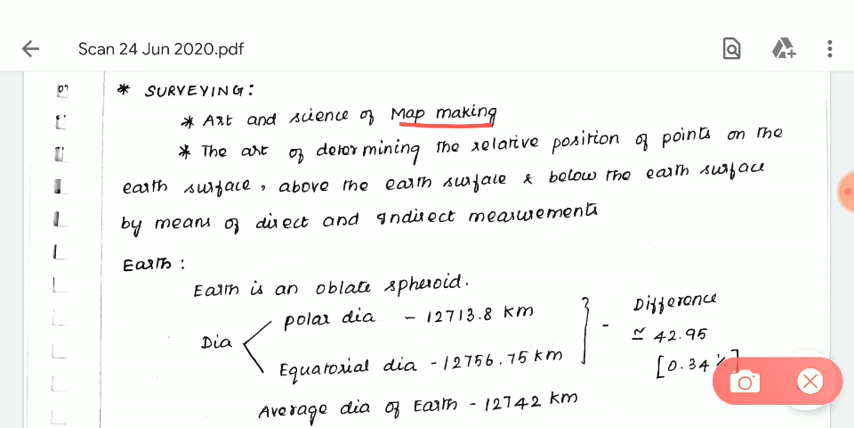 Scan 24 Jun 2020.pdf
* SURVEYING:
* Art and science of Map making
* The art of determining the relative position of points on the
earth surface, above the earth surface & below the earth surface
by means of direct and indirect measurements
Earth:
Earth is an oblate spheroid.
Dia
polar dia - 12713.8 km
Equatorial dia - 12756.75 km
- Difference
≃ 42.95
[0.34%]
Average dia of Earth - 12742 km